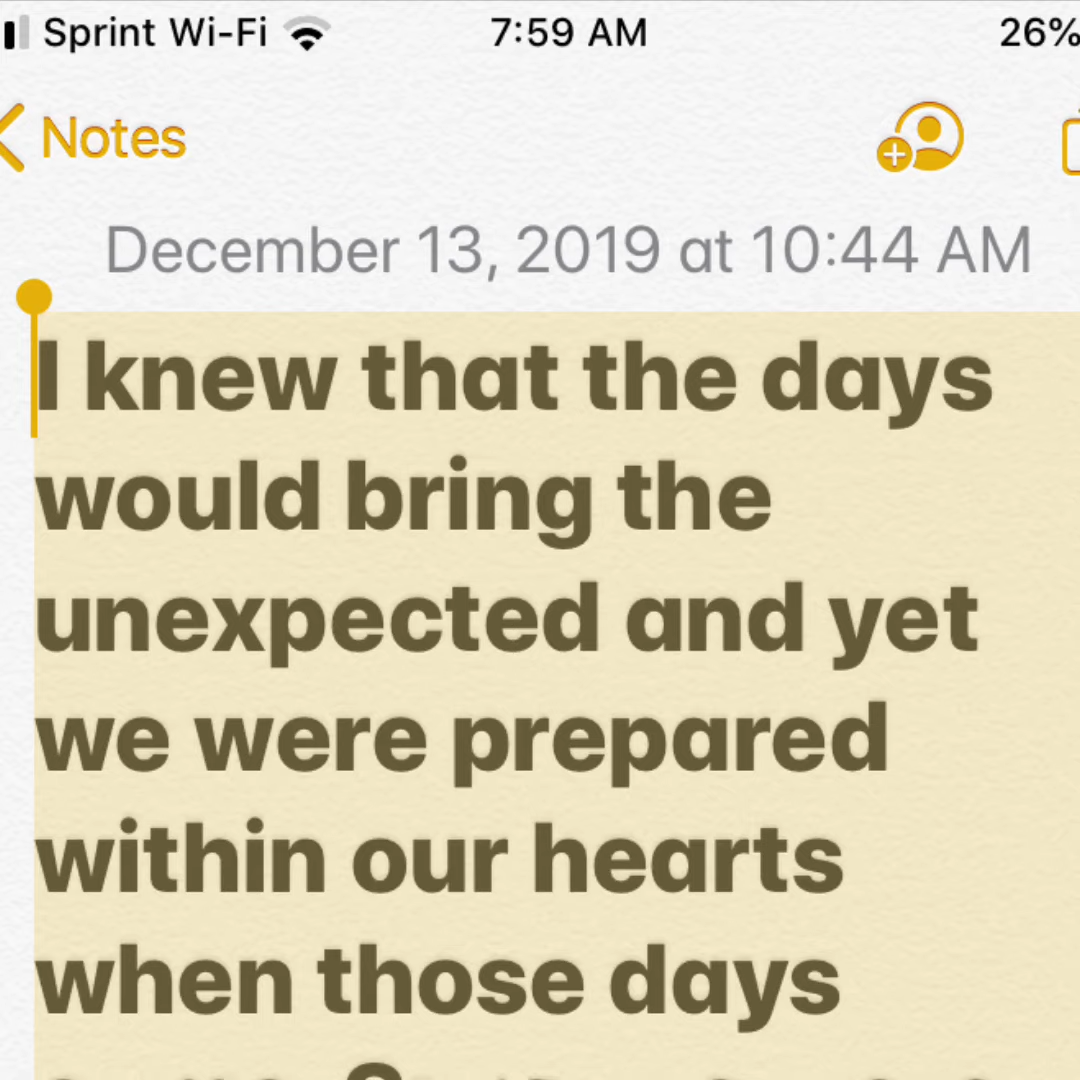 Sprint Wi-Fi 7:59 AM 26%
Notes
December 13, 2019 at 10:44 AM
I knew that the days
would bring the
unexpected and yet
we were prepared
within our hearts
when those days